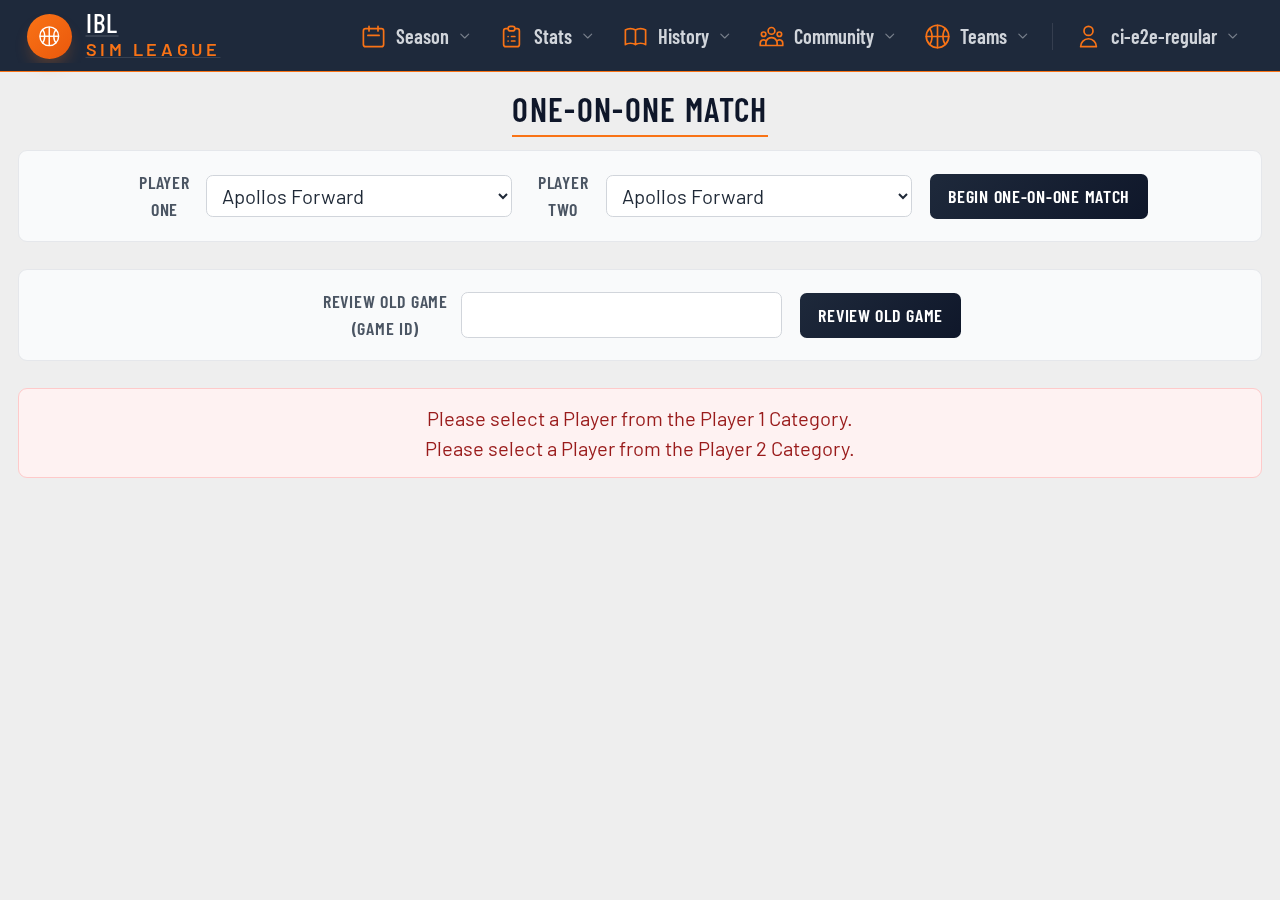 IBL
SIM LEAGUE
Season
Stats
History
Community
Teams
ci-e2e-regular
ONE-ON-ONE MATCH
PLAYER
ONE
Apollos Forward
PLAYER
TWO
Apollos Forward
BEGIN ONE-ON-ONE MATCH
REVIEW OLD GAME
(GAME ID)
REVIEW OLD GAME
Please select a Player from the Player 1 Category.
Please select a Player from the Player 2 Category.